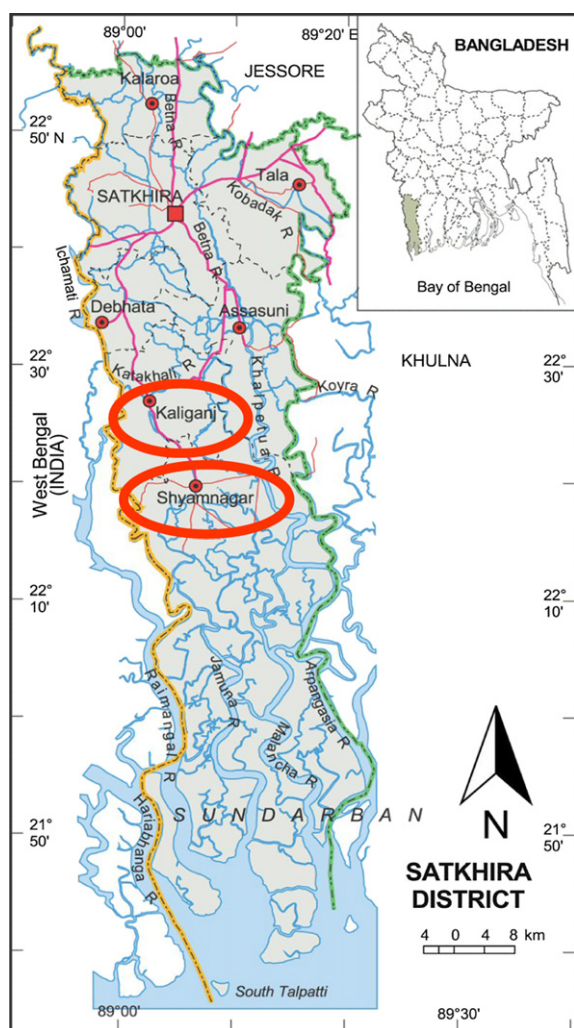 89°00' 89°20' E
BANGLADESH
Bay of Bengal
JESSORE
Kalaroa
Betna R
22°
50' N
Tala
SATKHIRA
Kobadak R
Betna R
Ichamati R
Debhata
Assasuni
KHULNA
22°
30'
22°
30'
Katakhali R
Khalpetua R
Koyra R
Kaliganj
West Bengal
(INDIA)
Shyamnagar
22°
10'
22°
10'
Raimangal R
Jamuna R
Malancha R
Arpangasia R
N
SUNDARBAN
21°
50'
21°
50'
Hariabhanga R
SATKHIRA
DISTRICT
4 0 4 8 km
South Talpatti
89°00' 89°30'